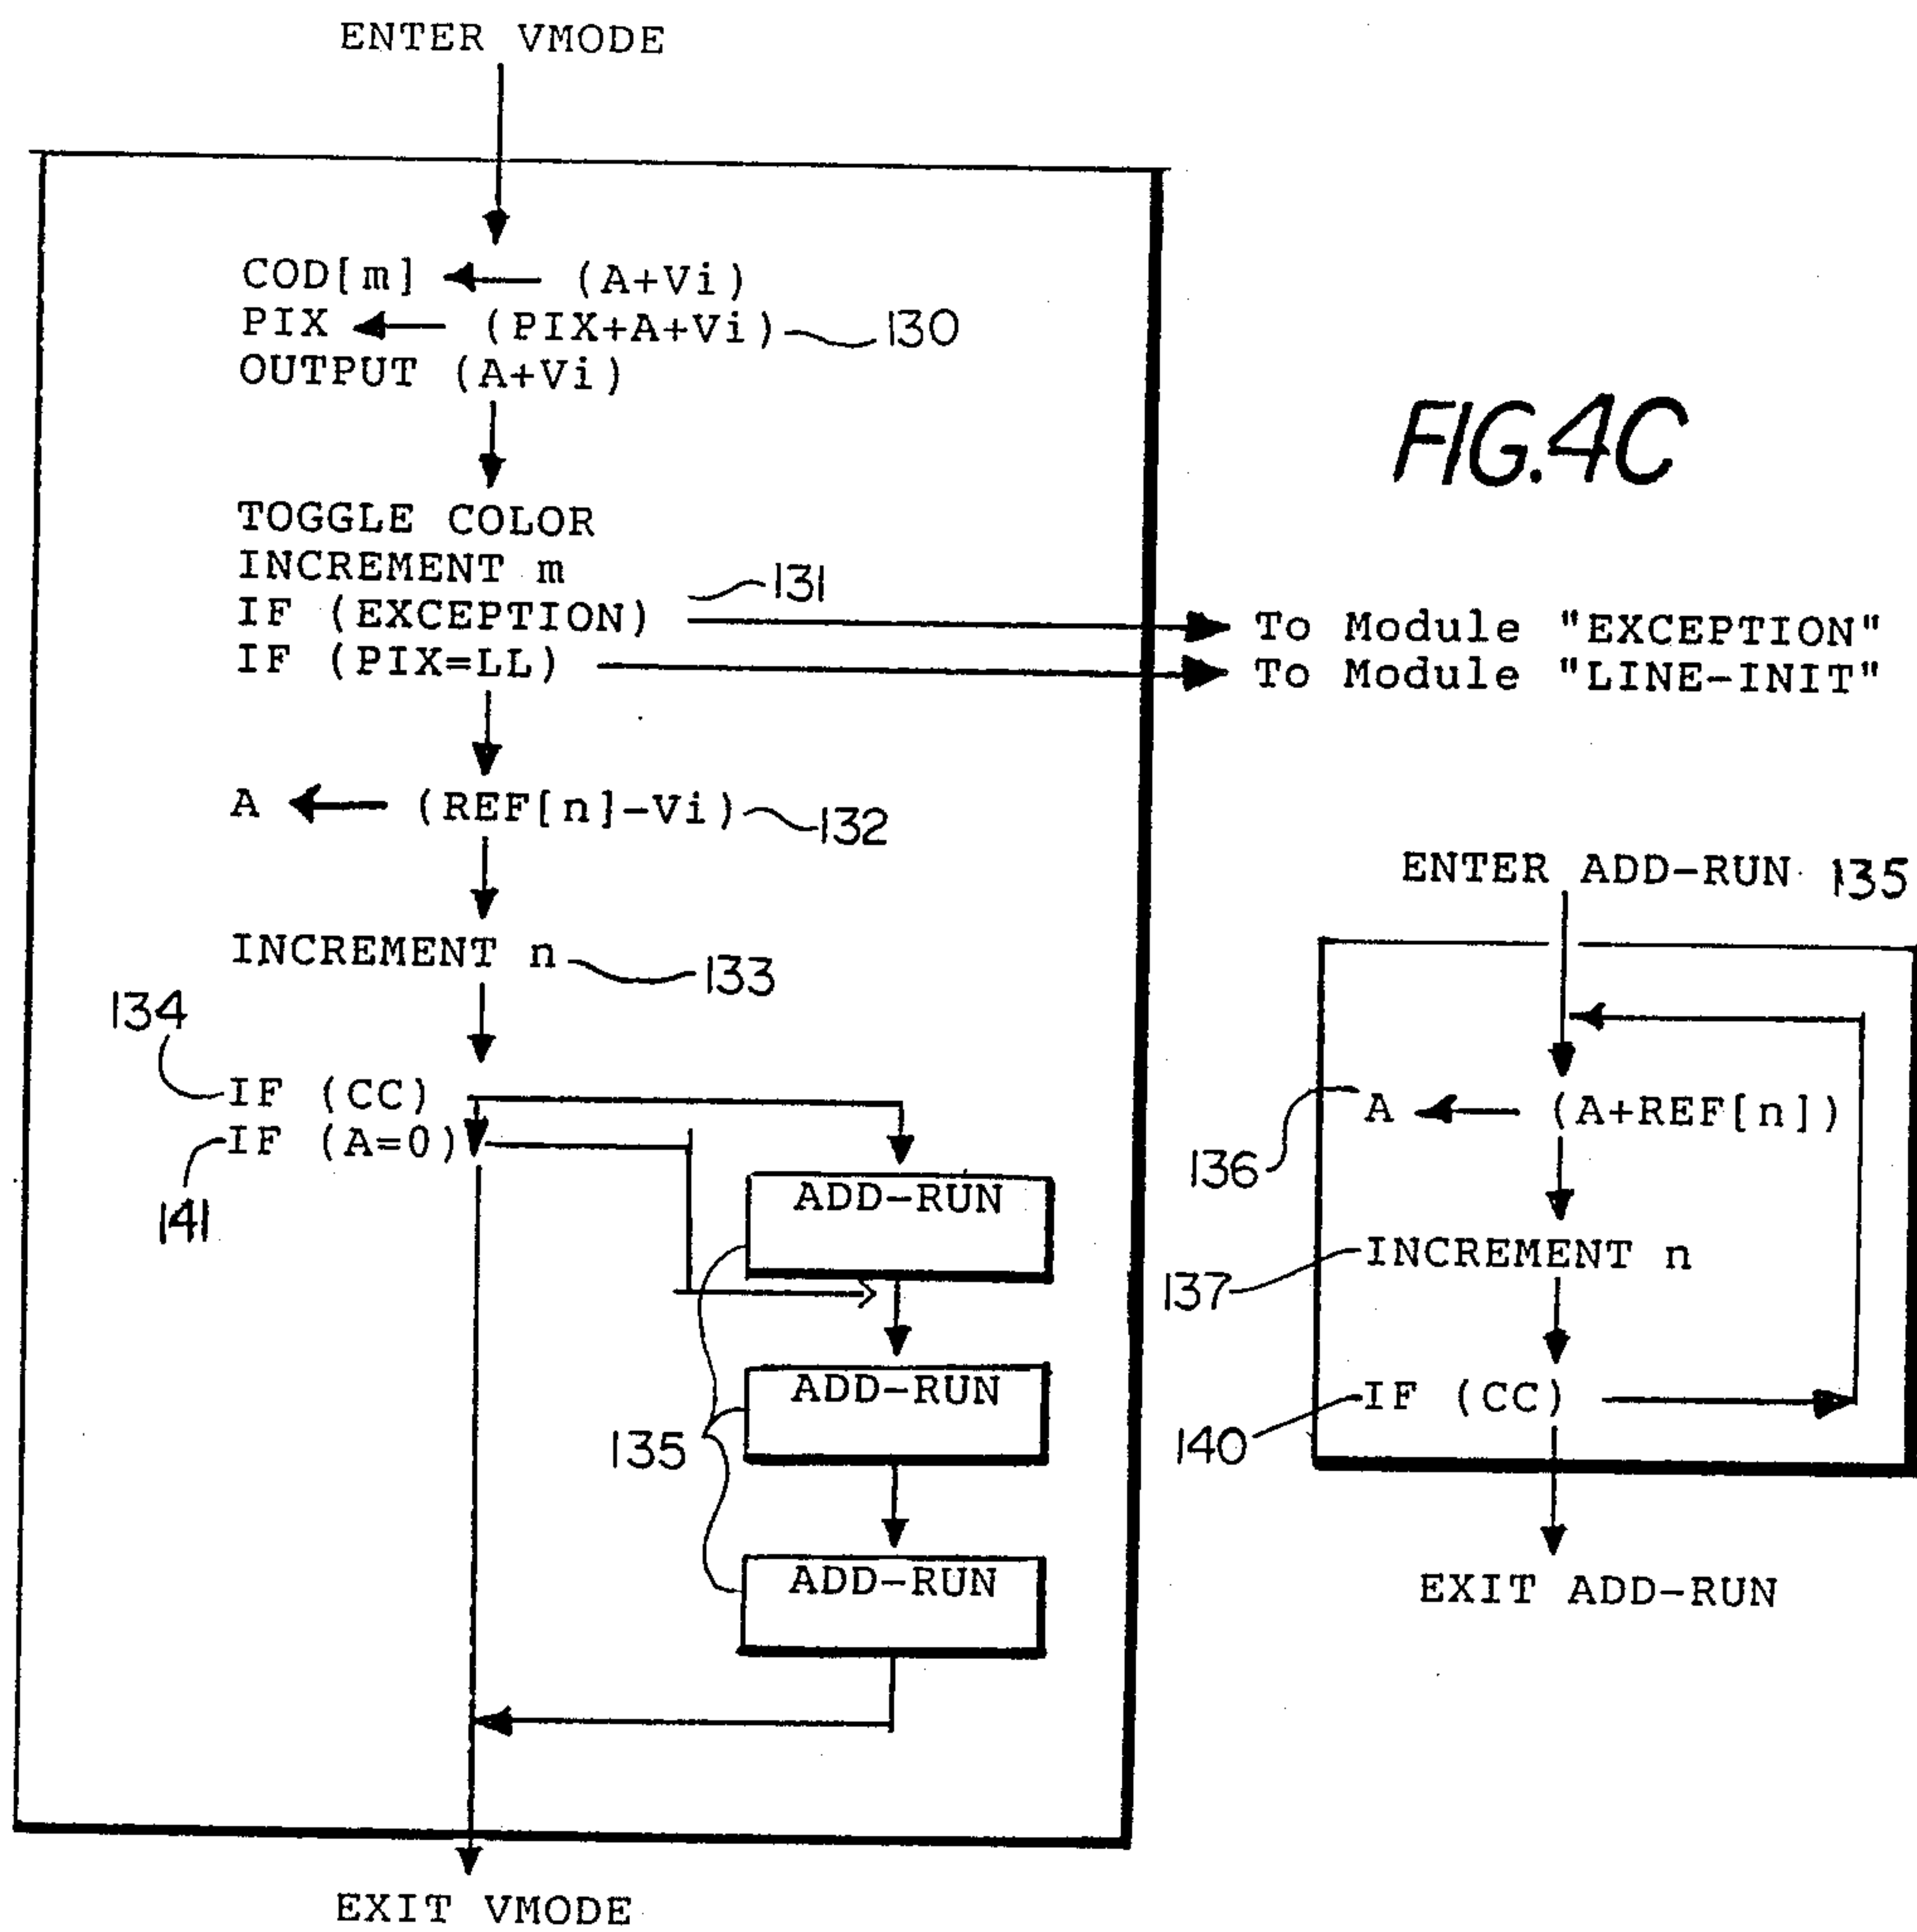 ENTER VMODE
COD[m] ← (A+Vi)
PIX ← (PIX+A+Vi) 130
OUTPUT (A+Vi)
FIG. 4C
TOGGLE COLOR
INCREMENT m
131
IF (EXCEPTION) → To Module "EXCEPTION"
IF (PIX=LL) → To Module "LINE-INIT"
A ← (REF[n]-Vi) 132
INCREMENT n 133
134
IF (CC)
IF (A=0)
141
ADD-RUN
ADD-RUN
135
ADD-RUN
EXIT VMODE
ENTER ADD-RUN 135
A ← (A+REF[n])
136
INCREMENT n
137
IF (CC)
140
EXIT ADD-RUN